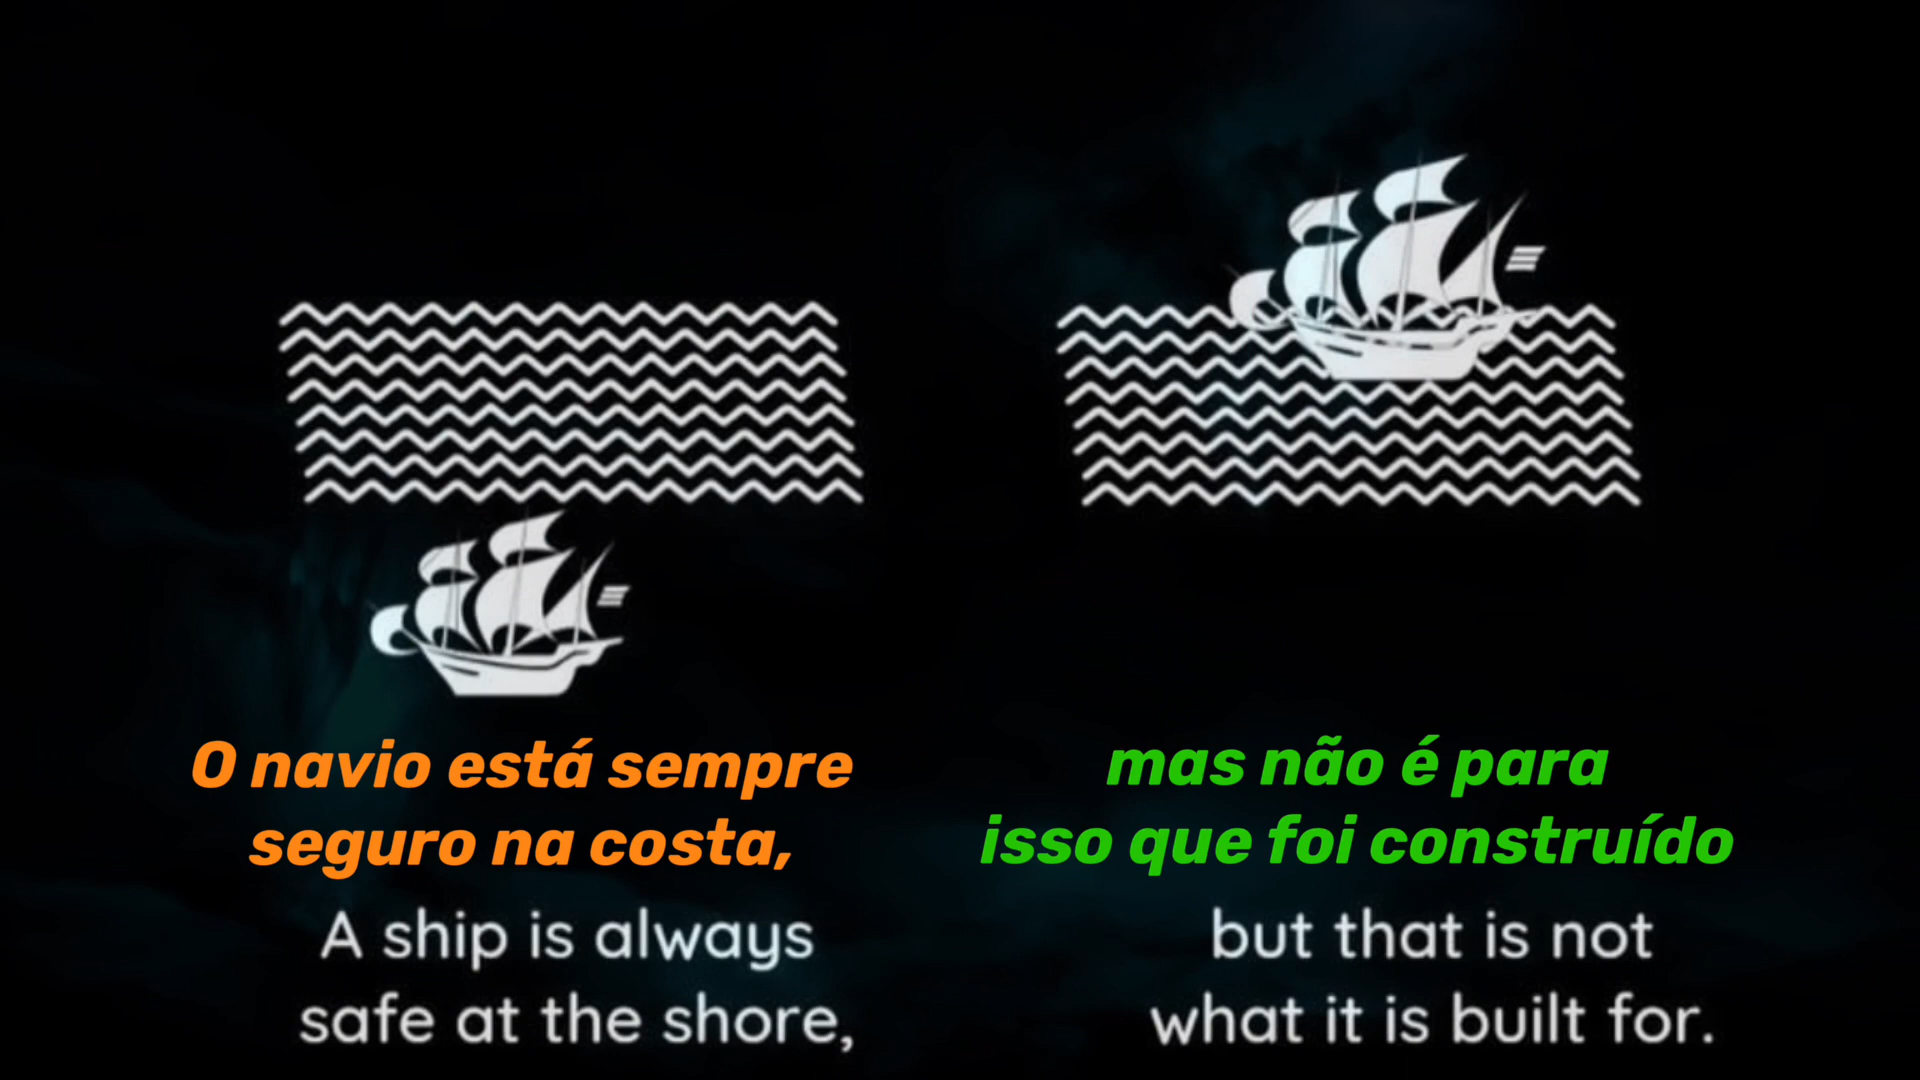 O navio está sempre
seguro na costa,
A ship is always
safe at the shore,
mas não é para
isso que foi construído
but that is not
what it is built for.